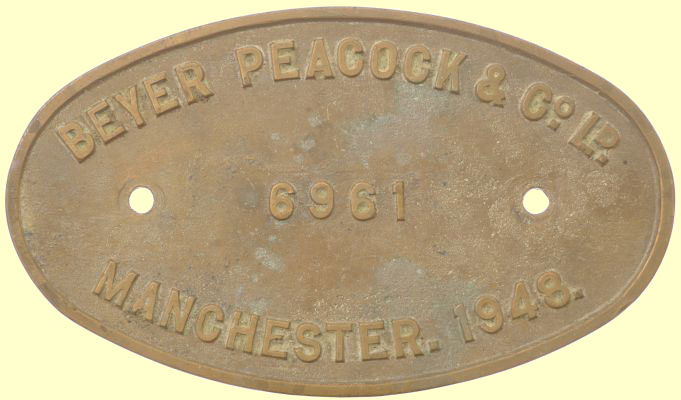 BEYER PEACOCK & Co. LD.
6961
MANCHESTER. 1948.